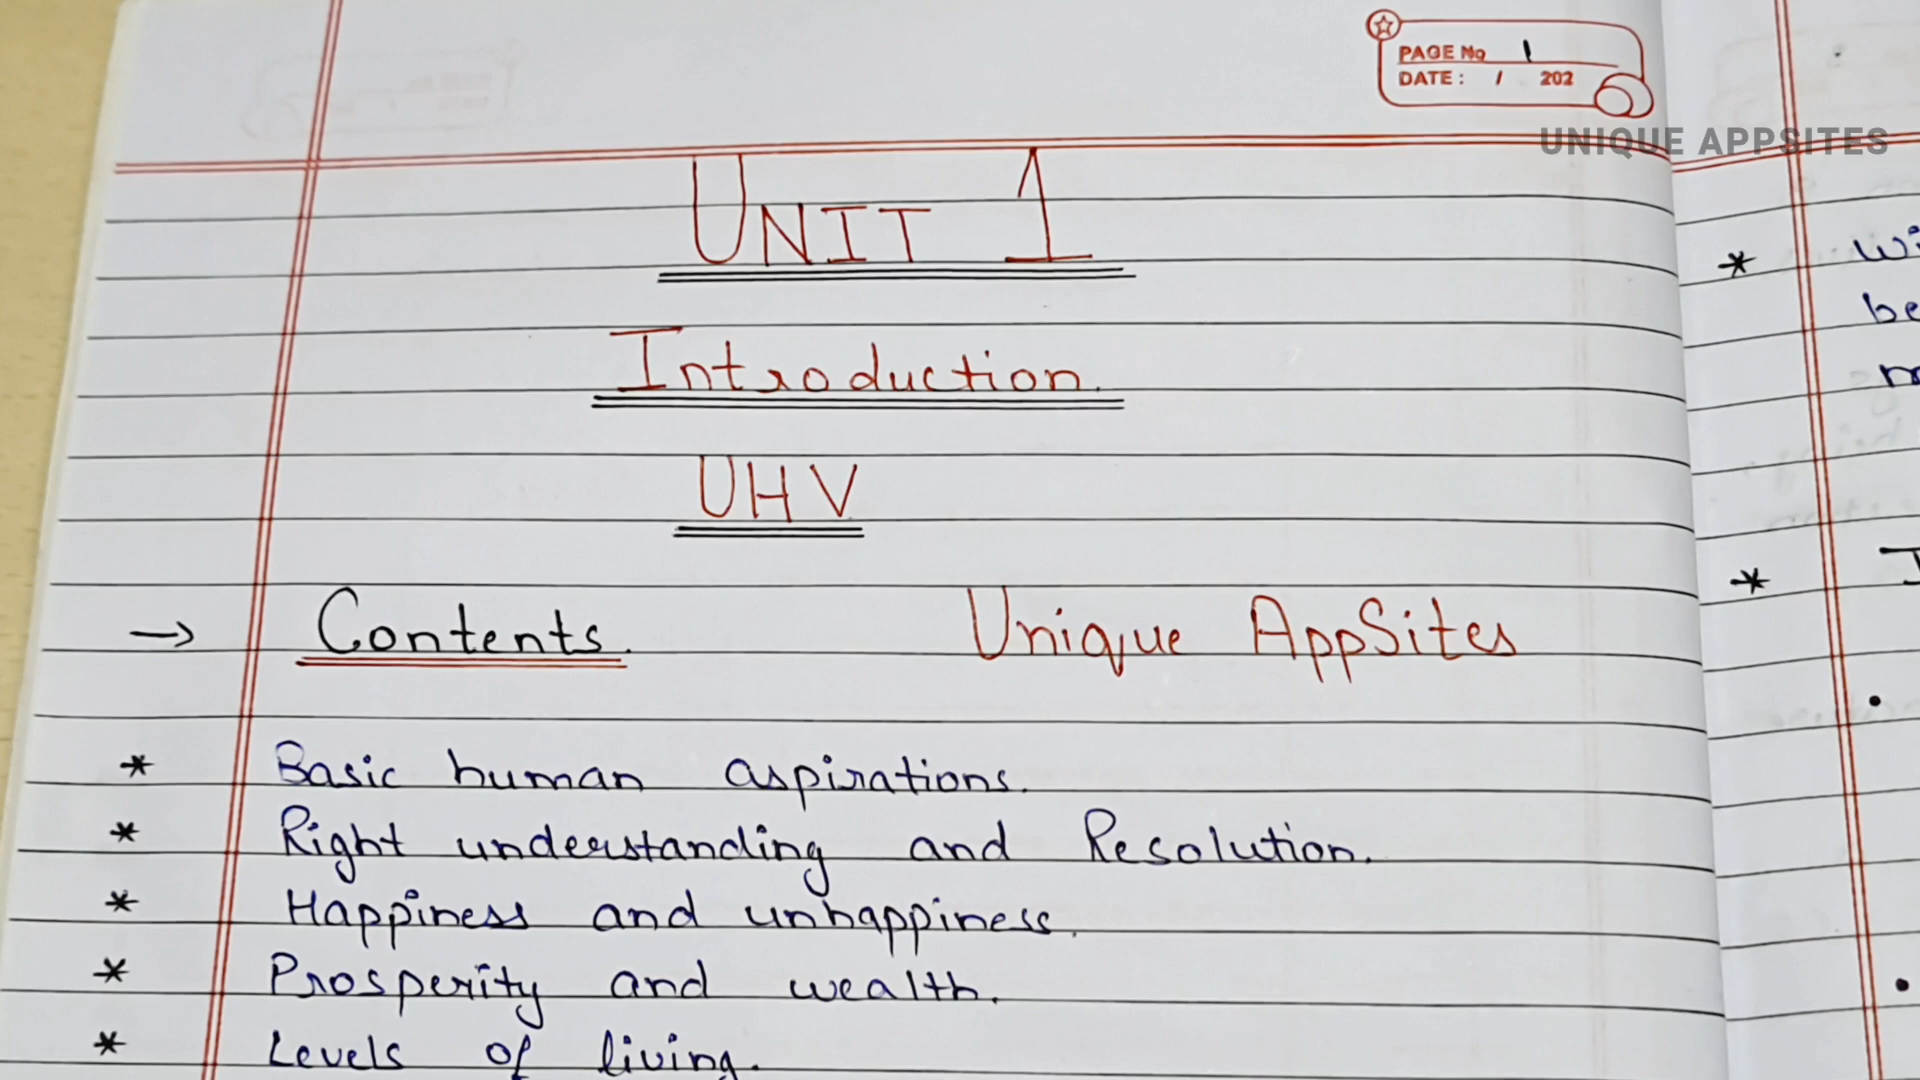 PAGE No 1
DATE: / 202
UNIQUE APPSITES
UNIT 1
Introduction.
UHV
→ Contents. Unique AppSites
* Basic human aspirations.
* Right understanding and Resolution.
* Happiness and unhappiness.
* Prosperity and wealth.
* Levels of living.
*
be
*